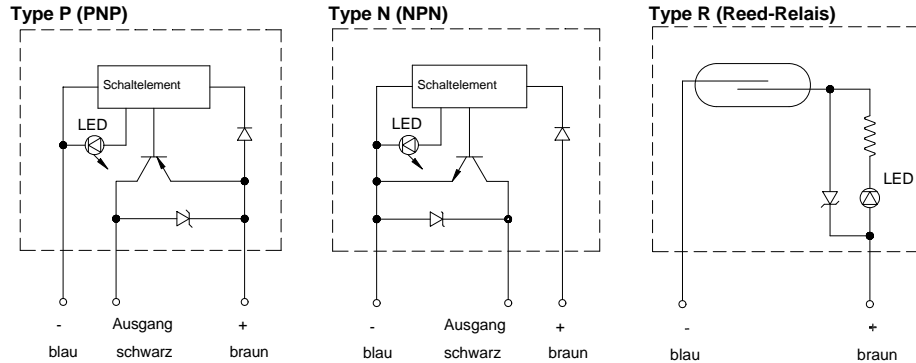 Type P (PNP)
Type N (NPN)
Type R (Reed-Relais)
Schaltelement
Schaltelement
LED
LED
LED
- Ausgang +
- Ausgang +
- +
blau schwarz braun
blau schwarz braun
blau braun